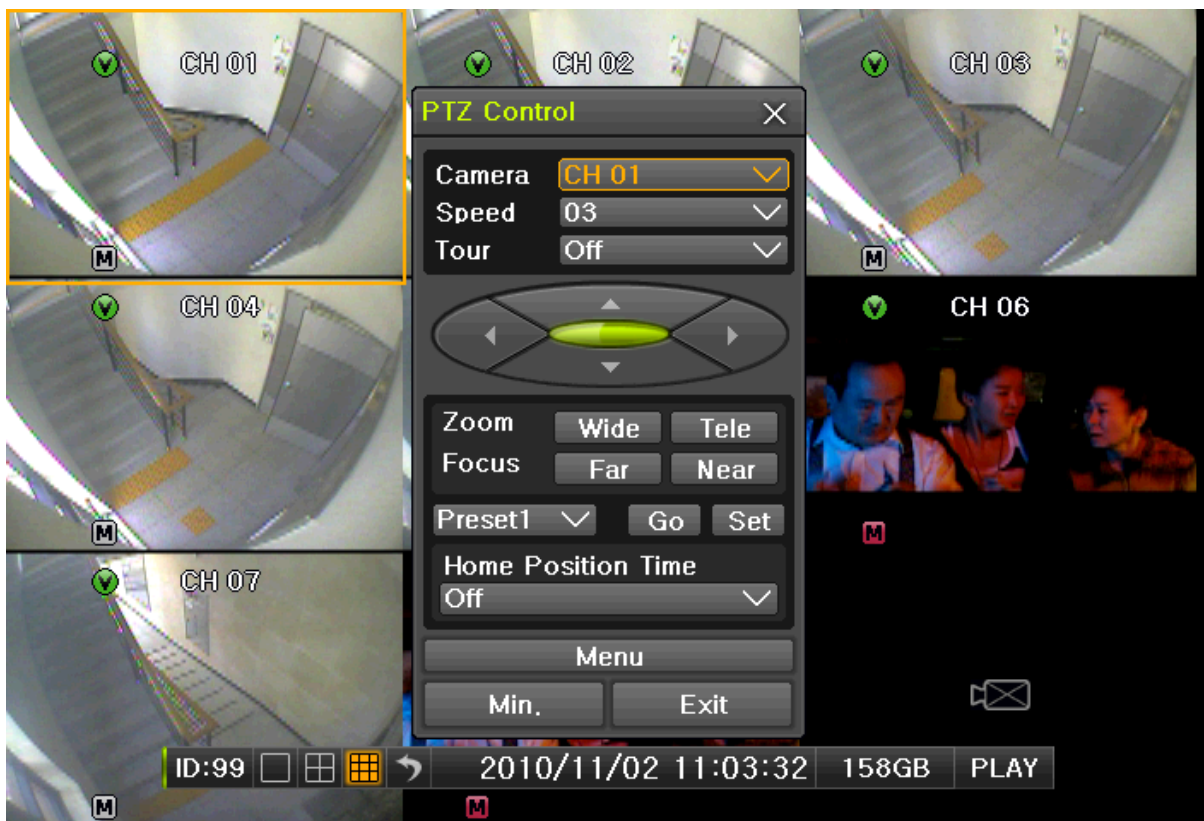 CH 01
CH 02
CH 03
PTZ Control
Camera CH 01
Speed 03
Tour Off
M
M
CH 04
CH 06
Zoom Wide Tele
Focus Far Near
Preset1 Go Set
M
M
Home Position Time
Off
CH 07
Menu
Min. Exit
ID:99 2010/11/02 11:03:32 158GB PLAY
M
M